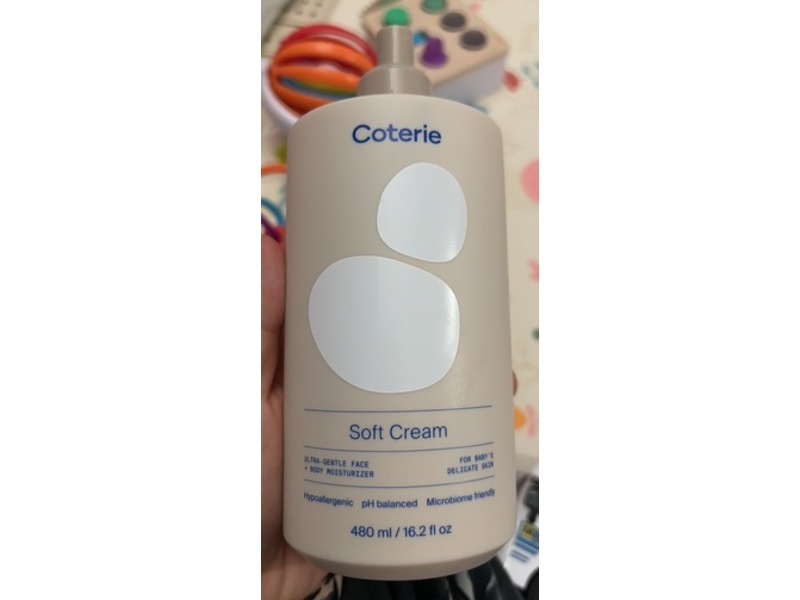 Coterie
Soft Cream
ULTRA-GENTLE FACE
+ BODY MOISTURIZER
FOR BABY'S
DELICATE SKIN
Hypoallergenic pH balanced Microbiome friendly
480 ml / 16.2 fl oz